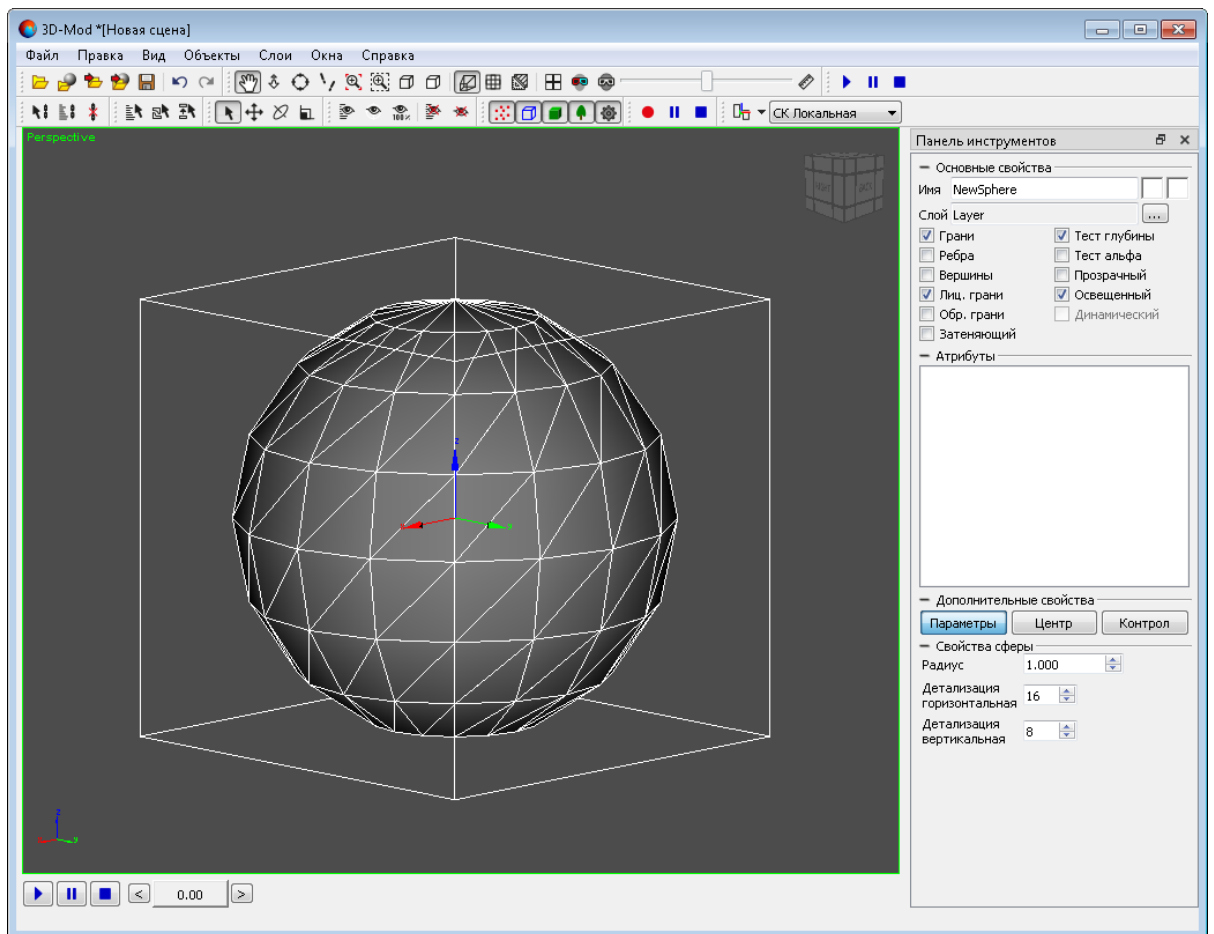 3D-Mod *[Новая сцена]
Файл Правка Вид Объекты Слои Окна Справка
100%
СК Локальная
Perspective
Панель инструментов
Основные свойства
Имя NewSphere
Слой Layer ...
Грани Тест глубины
Ребра Тест альфа
Вершины Прозрачный
Лиц. грани Освещенный
Обр. грани Динамический
Затеняющий
Атрибуты
z
x y
Дополнительные свойства
Параметры Центр Контрол
Свойства сферы
Радиус 1.000
Детализация
горизонтальная 16
Детализация
вертикальная 8
z
x y
< 0.00 >